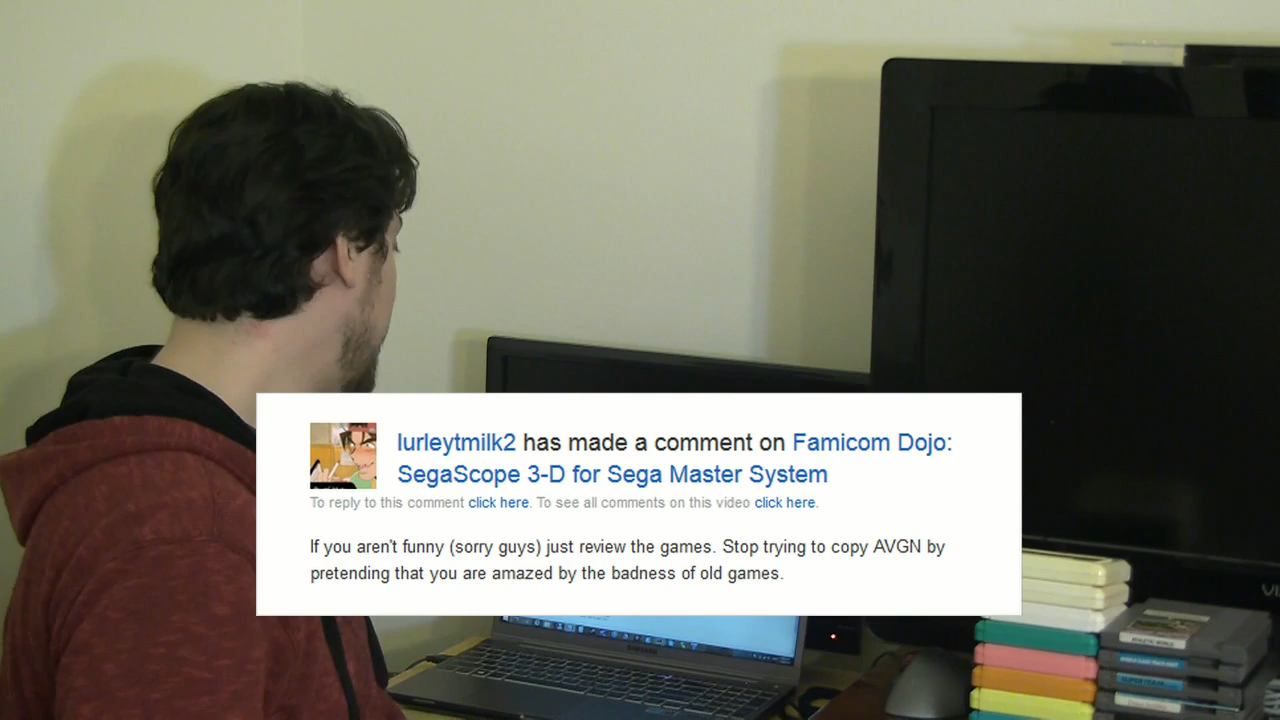 lurleytmilk2 has made a comment on Famicom Dojo:
SegaScope 3-D for Sega Master System
To reply to this comment click here. To see all comments on this video click here.
If you aren't funny (sorry guys) just review the games. Stop trying to copy AVGN by
pretending that you are amazed by the badness of old games.
SAMSUNG